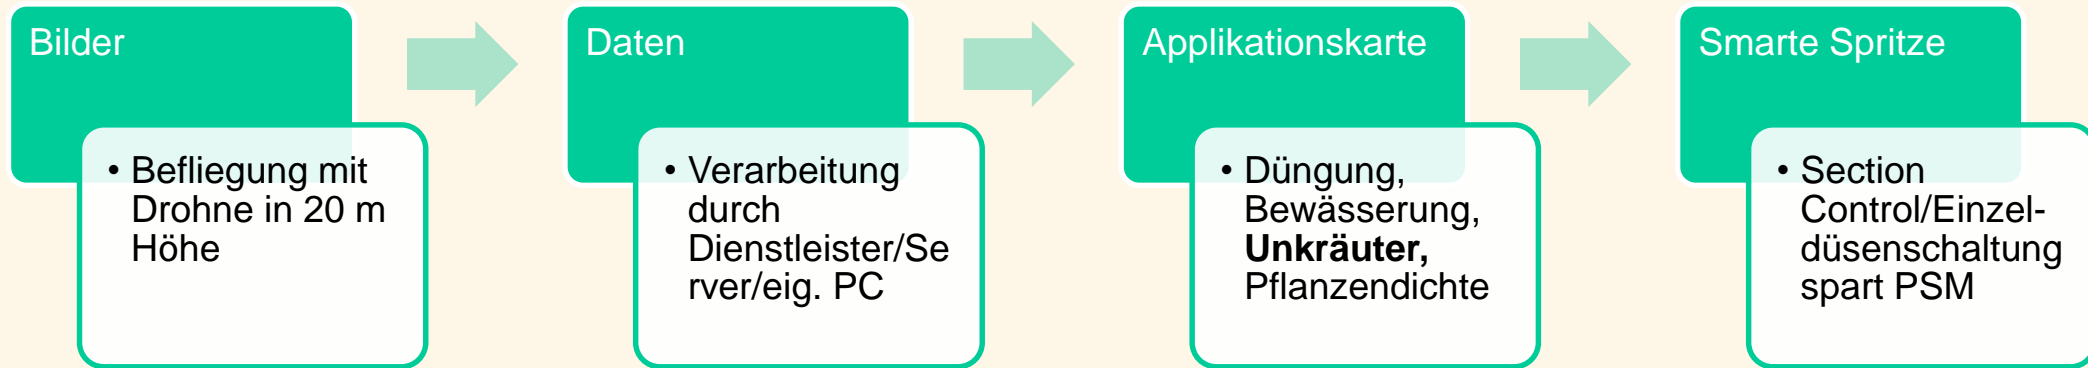 Bilder
• Befliegung mit
Drohne in 20 m
Höhe
Daten
• Verarbeitung
durch
Dienstleister/Se
rver/eig. PC
Applikationskarte
• Düngung,
Bewässerung,
Unkräuter,
Pflanzendichte
Smarte Spritze
• Section
Control/Einzel-
düsenschaltung
spart PSM